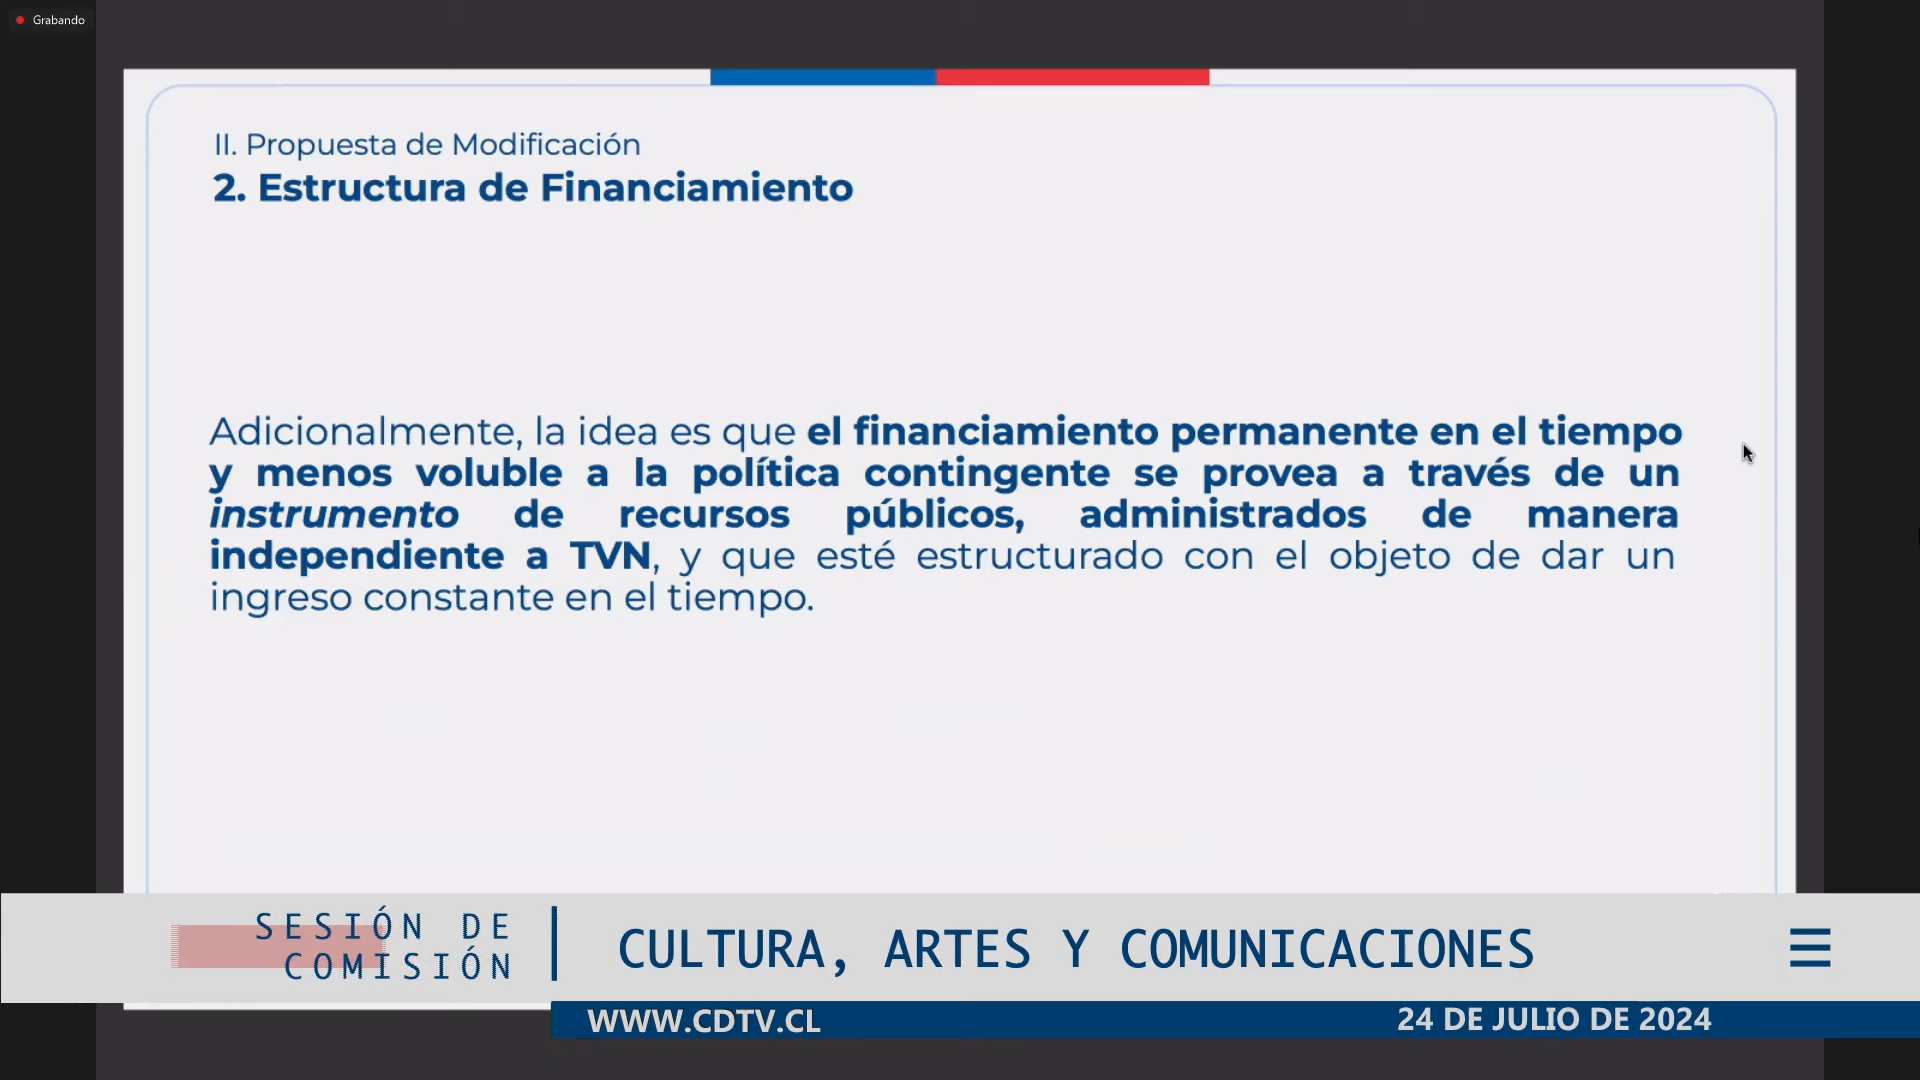 Grabando
II. Propuesta de Modificación
2. Estructura de Financiamiento
Adicionalmente, la idea es que el financiamiento permanente en el tiempo
y menos voluble a la política contingente se provea a través de un
instrumento de recursos públicos, administrados de manera
independiente a TVN, y que esté estructurado con el objeto de dar un
ingreso constante en el tiempo.
SESIÓN DE
COMISIÓN
CULTURA, ARTES Y COMUNICACIONES
WWW.CDTV.CL
24 DE JULIO DE 2024